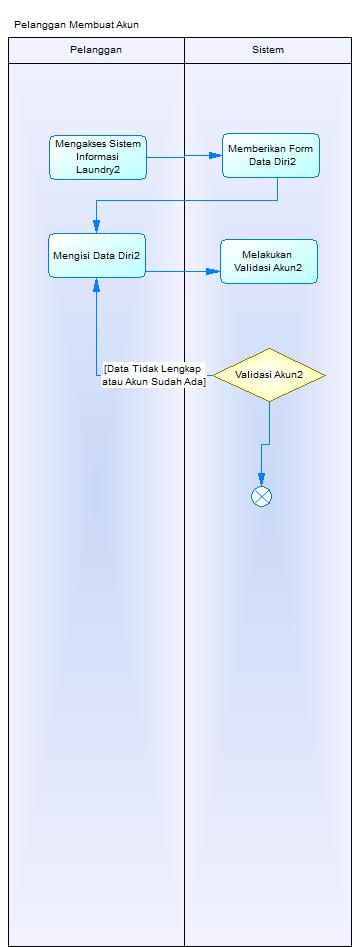 Pelanggan Membuat Akun
Pelanggan
Sistem
Mengakses Sistem
Informasi
Laundry2
Memberikan Form
Data Diri2
Mengisi Data Diri2
Melakukan
Validasi Akun2
[Data Tidak Lengkap
atau Akun Sudah Ada]
Validasi Akun2